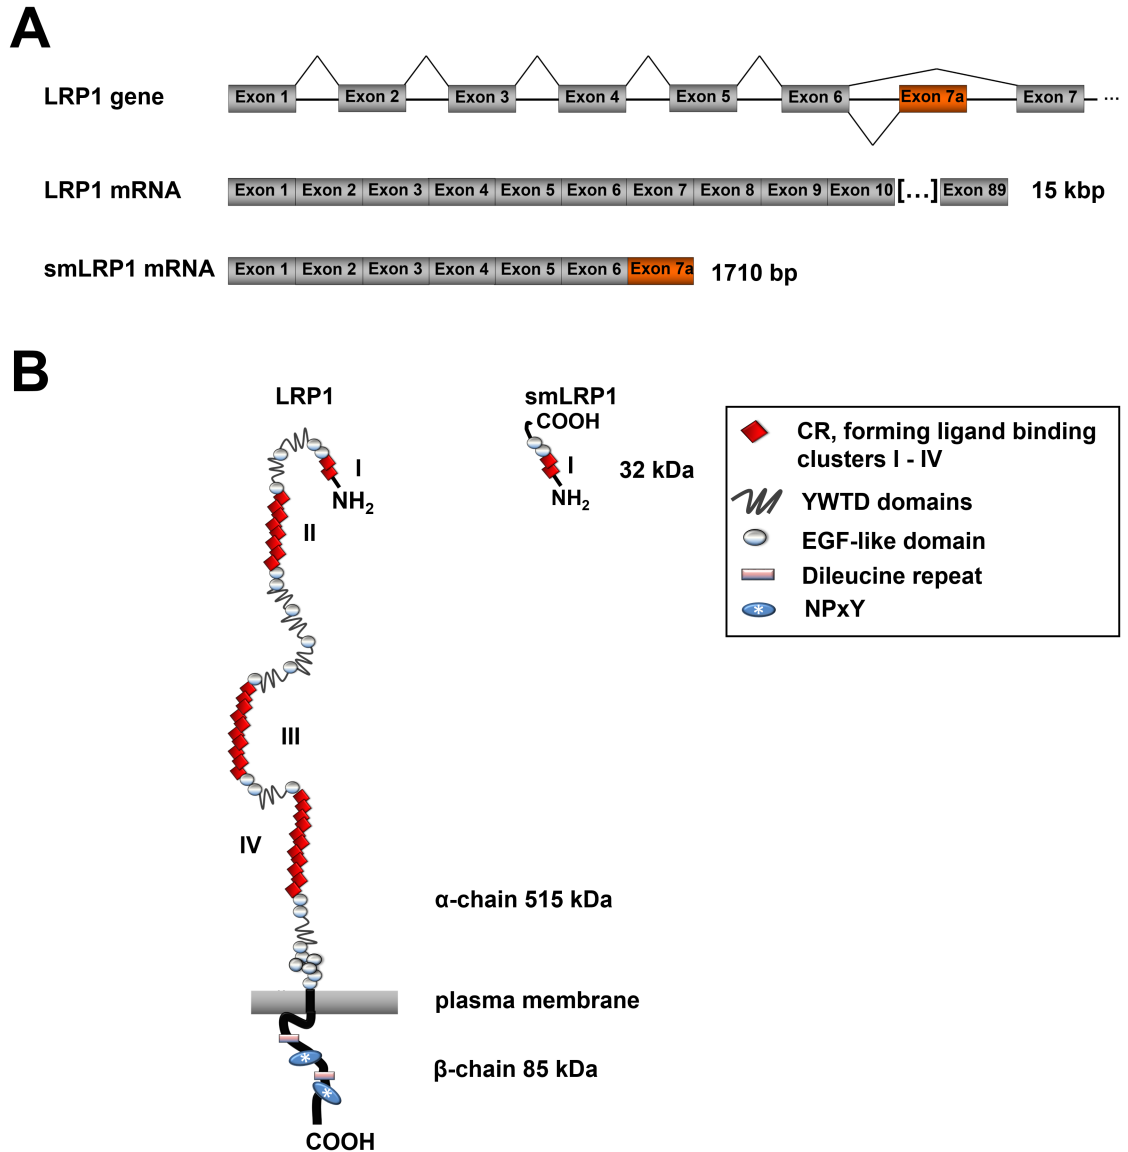 A
LRP1 gene Exon 1 Exon 2 Exon 3 Exon 4 Exon 5 Exon 6 Exon 7a Exon 7 ...
LRP1 mRNA Exon 1 Exon 2 Exon 3 Exon 4 Exon 5 Exon 6 Exon 7 Exon 8 Exon 9 Exon 10 [...] Exon 89 15 kbp
smLRP1 mRNA Exon 1 Exon 2 Exon 3 Exon 4 Exon 5 Exon 6 Exon 7a 1710 bp
B
LRP1
I
NH2
II
III
IV
α-chain 515 kDa
plasma membrane
β-chain 85 kDa
COOH
smLRP1
COOH
I
32 kDa
NH2
CR, forming ligand binding
clusters I - IV
YWTD domains
EGF-like domain
Dileucine repeat
* NPxY
*
*